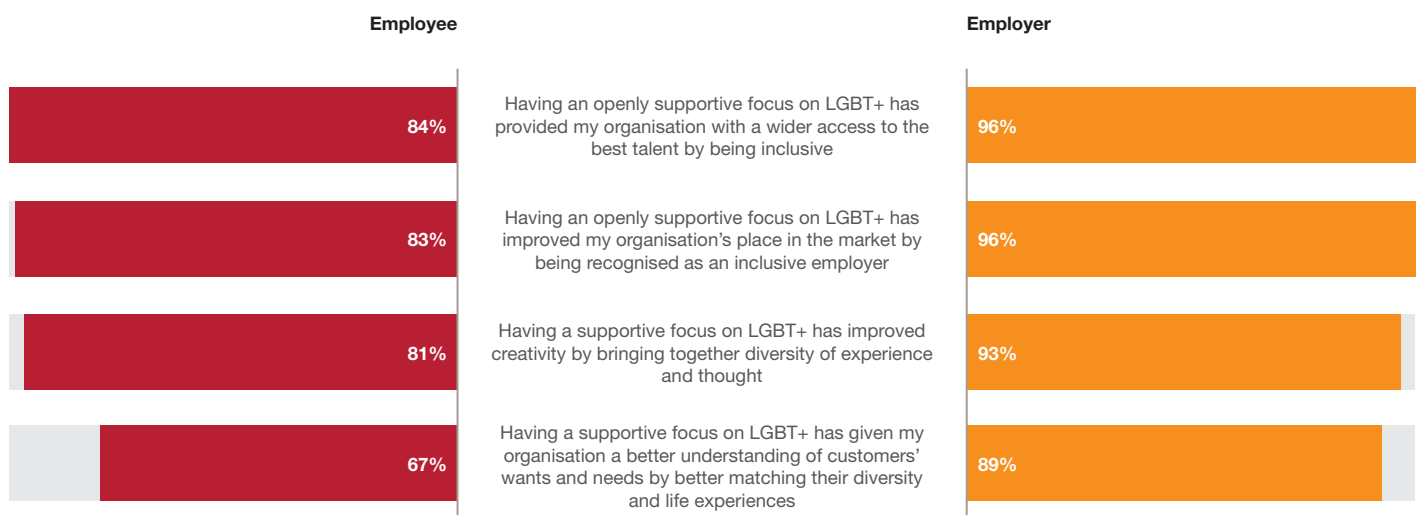 Employee
Employer
84%
Having an openly supportive focus on LGBT+ has
provided my organisation with a wider access to the
best talent by being inclusive
96%
83%
Having an openly supportive focus on LGBT+ has
improved my organisation’s place in the market by
being recognised as an inclusive employer
96%
81%
Having a supportive focus on LGBT+ has improved
creativity by bringing together diversity of experience
and thought
93%
67%
Having a supportive focus on LGBT+ has given my
organisation a better understanding of customers’
wants and needs by better matching their diversity
and life experiences
89%